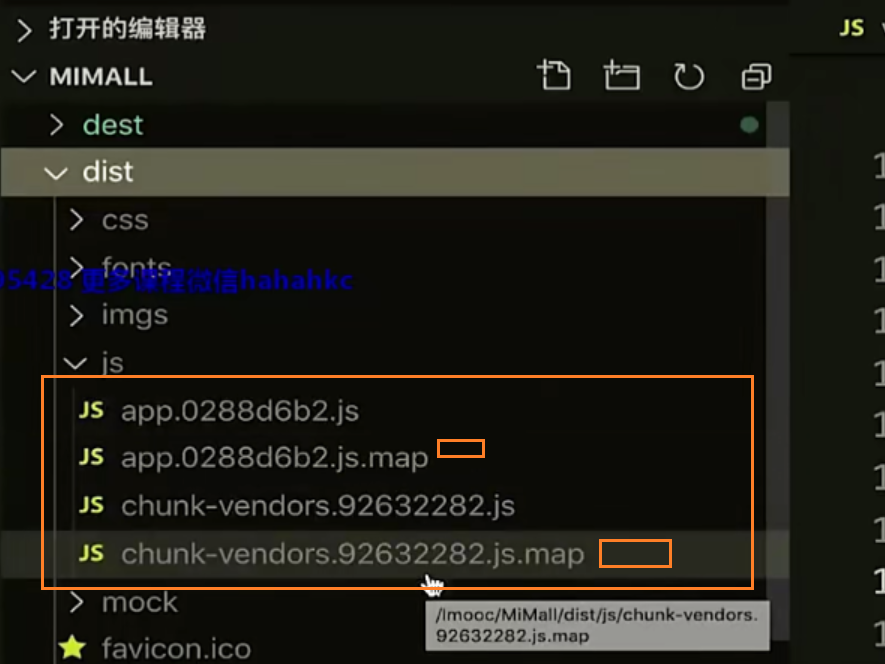 打开的编辑器
JS
MIMALL
dest
dist
css
fonts
95428 更多课程微信hahahkc
imgs
js
JS app.0288d6b2.js
JS app.0288d6b2.js.map
JS chunk-vendors.92632282.js
JS chunk-vendors.92632282.js.map
mock
/Imooc/MiMall/dist/js/chunk-vendors.
92632282.js.map
favicon.ico